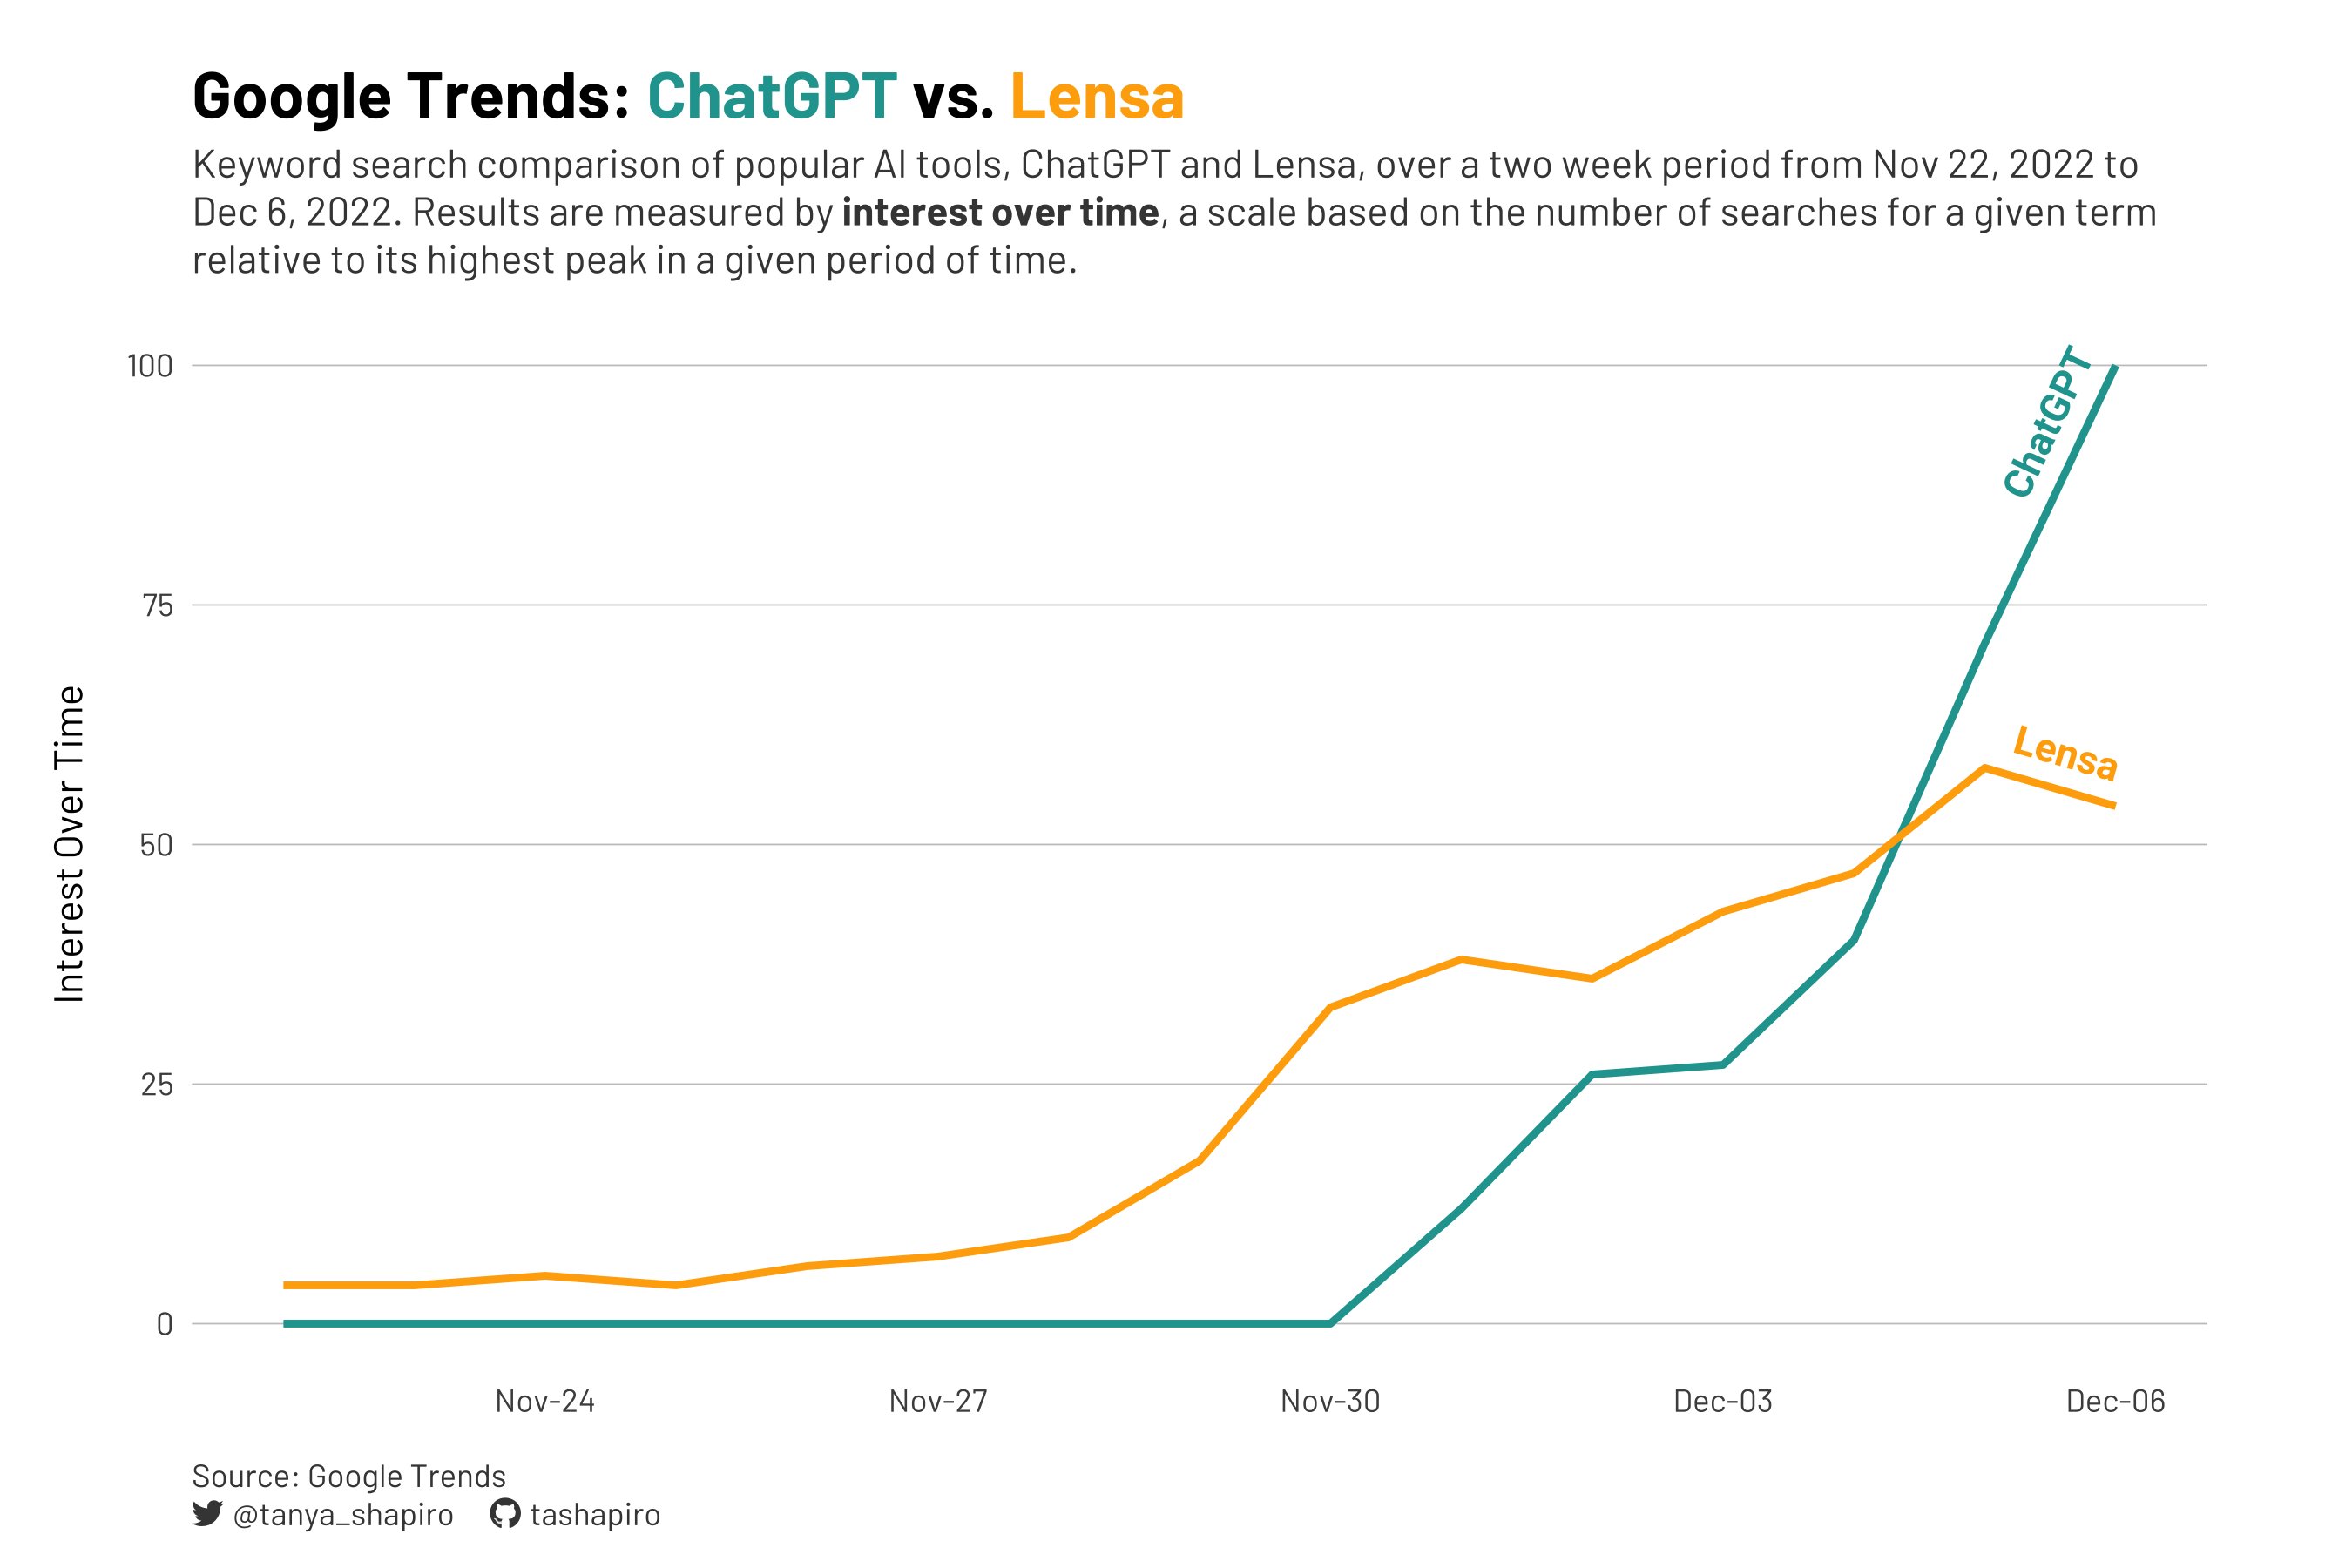 Google Trends: ChatGPT vs. Lensa
Keyword search comparison of popular AI tools, ChatGPT and Lensa, over a two week period from Nov 22, 2022 to
Dec 6, 2022. Results are measured by interest over time, a scale based on the number of searches for a given term
relative to its highest peak in a given period of time.
100
75
50
25
0
Interest Over Time
ChatGPT
Lensa
Nov-24
Nov-27
Nov-30
Dec-03
Dec-06
Source: Google Trends
@tanya_shapiro tashapiro